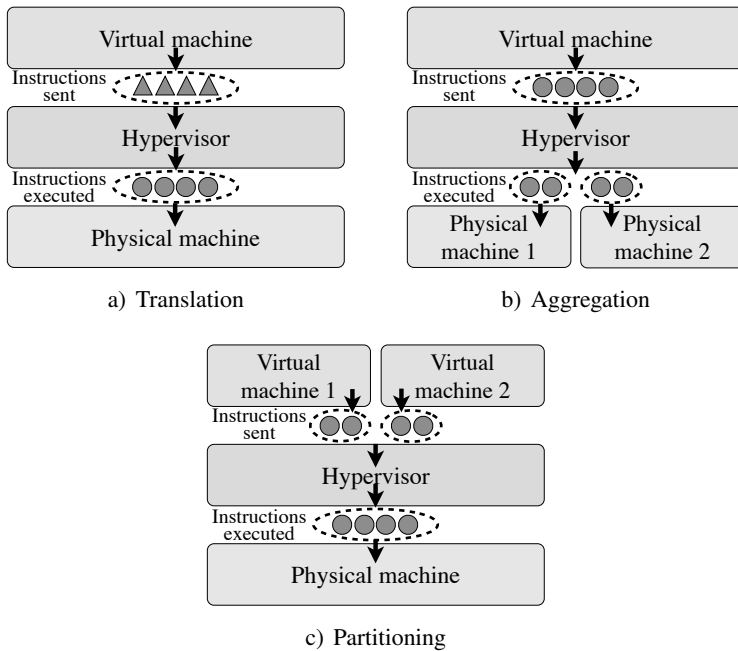 Virtual machine
Instructions
sent
Hypervisor
Instructions
executed
Physical machine
a) Translation
Virtual machine
Instructions
sent
Hypervisor
Instructions
executed
Physical
machine 1
Physical
machine 2
b) Aggregation
Virtual
machine 1
Virtual
machine 2
Instructions
sent
Hypervisor
Instructions
executed
Physical machine
c) Partitioning